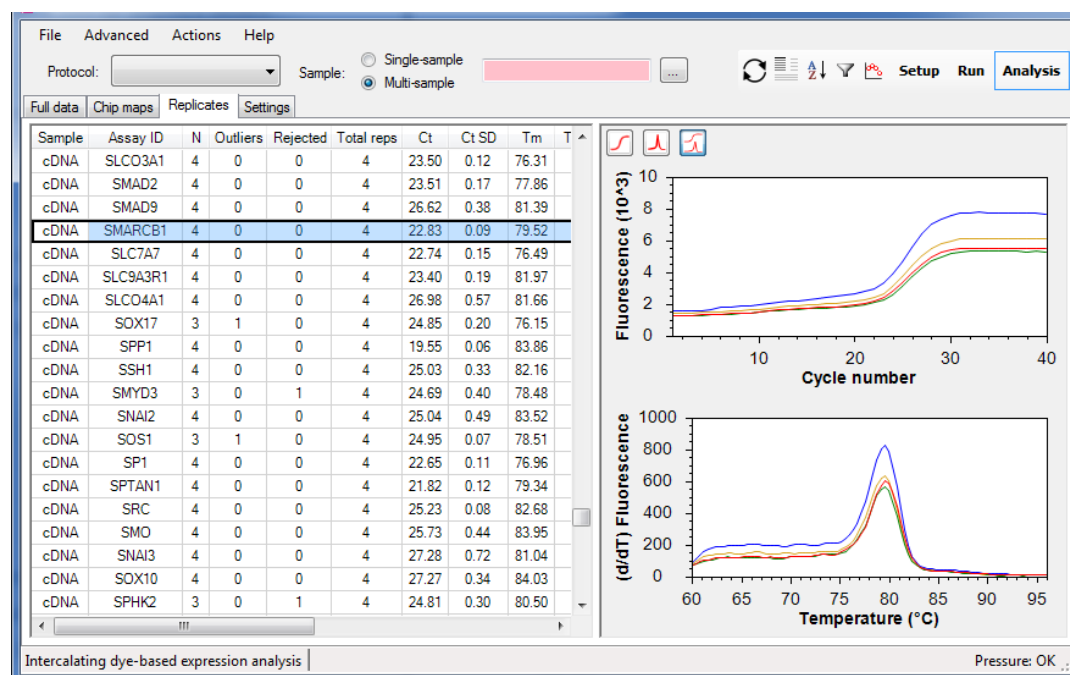 File Advanced Actions Help
Protocol: Sample: Single-sample Multi-sample ... Setup Run Analysis
Full data Chip maps Replicates Settings
Sample Assay ID N Outliers Rejected Total reps Ct Ct SD Tm T
cDNA SLCO3A1 4 0 0 4 23.50 0.12 76.31
cDNA SMAD2 4 0 0 4 23.51 0.17 77.86
cDNA SMAD9 4 0 0 4 26.62 0.38 81.39
cDNA SMARCB1 4 0 0 4 22.83 0.09 79.52
cDNA SLC7A7 4 0 0 4 22.74 0.15 76.49
cDNA SLC9A3R1 4 0 0 4 23.40 0.19 81.97
cDNA SLCO4A1 4 0 0 4 26.98 0.57 81.66
cDNA SOX17 3 1 0 4 24.85 0.20 76.15
cDNA SPP1 4 0 0 4 19.55 0.06 83.86
cDNA SSH1 4 0 0 4 25.03 0.33 82.16
cDNA SMYD3 3 0 1 4 24.69 0.40 78.48
cDNA SNAI2 4 0 0 4 25.04 0.49 83.52
cDNA SOS1 3 1 0 4 24.95 0.07 78.51
cDNA SP1 4 0 0 4 22.65 0.11 76.96
cDNA SPTAN1 4 0 0 4 21.82 0.12 79.34
cDNA SRC 4 0 0 4 25.23 0.08 82.68
cDNA SMO 4 0 0 4 25.73 0.44 83.95
cDNA SNAI3 4 0 0 4 27.28 0.72 81.04
cDNA SOX10 4 0 0 4 27.27 0.34 84.03
cDNA SPHK2 3 0 1 4 24.81 0.30 80.50
Fluorescence (10^3)
10
8
6
4
2
0
10 20 30 40
Cycle number
(d/dT) Fluorescence
1000
800
600
400
200
0
60 65 70 75 80 85 90 95
Temperature (°C)
Intercalating dye-based expression analysis Pressure: OK